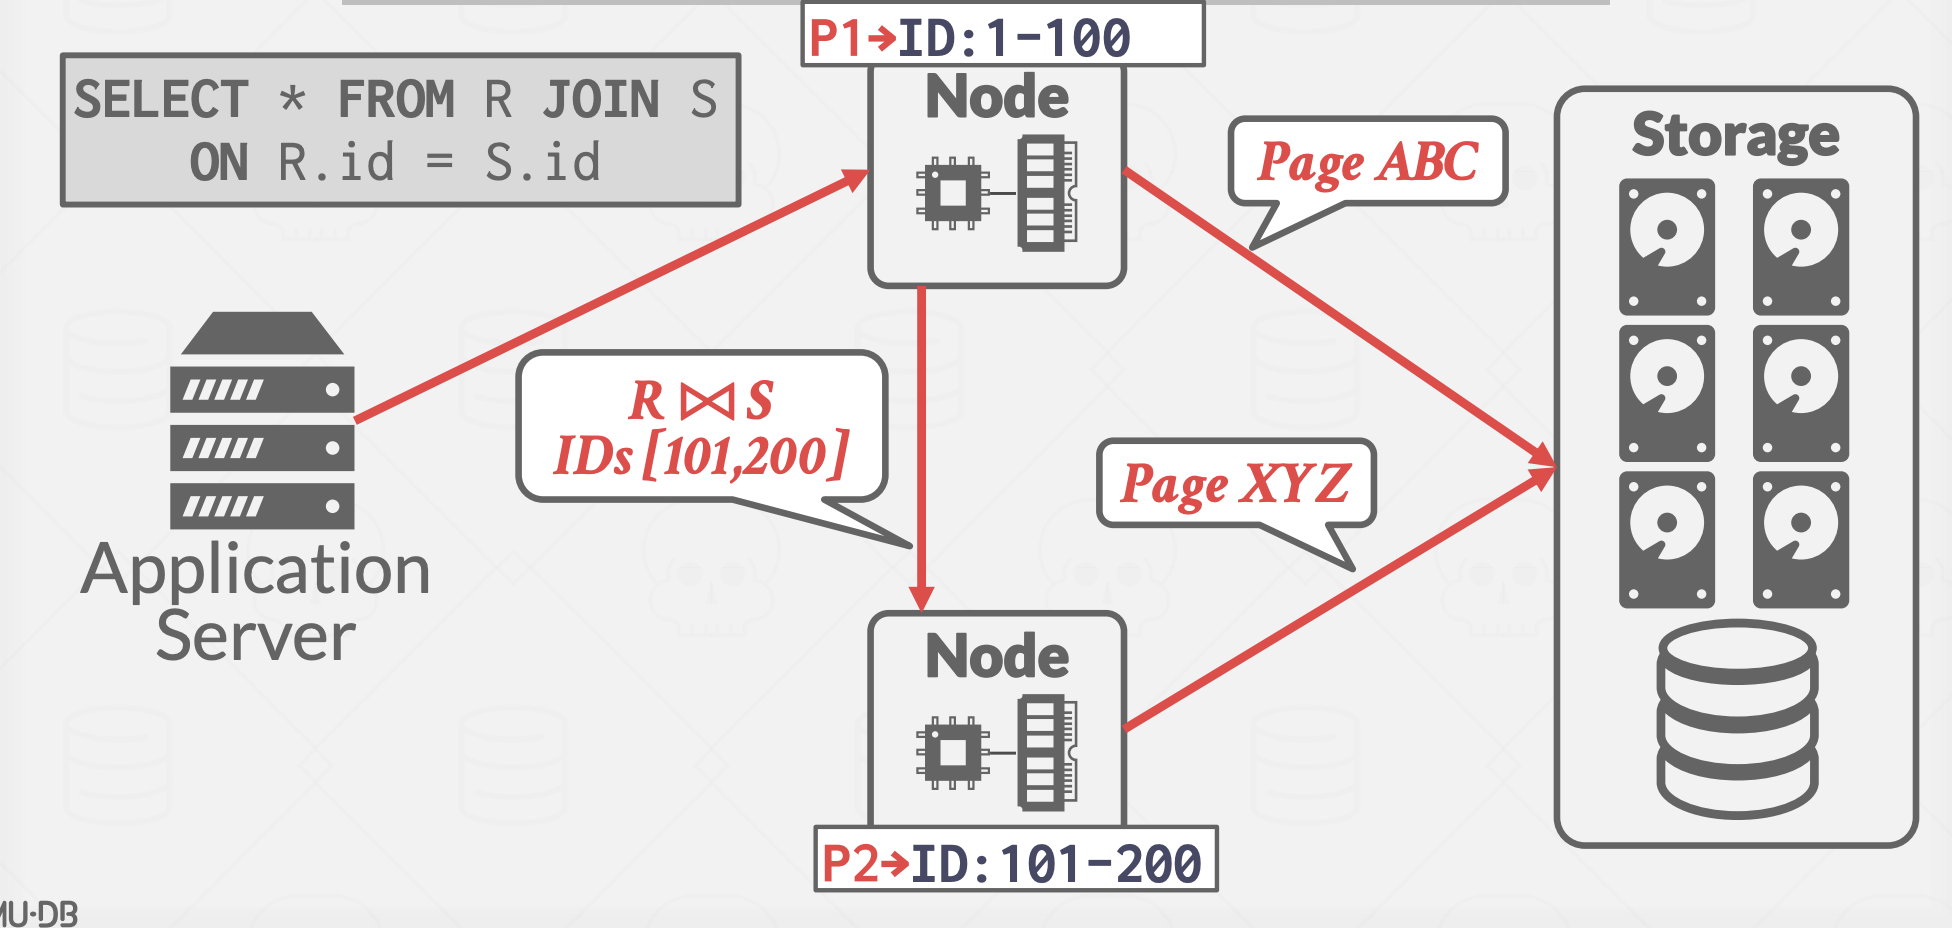 P1→ID:1-100
SELECT * FROM R JOIN S
ON R.id = S.id
Node
Page ABC
Storage
R ⋈ S
IDs [101,200]
Page XYZ
Application
Server
Node
P2→ID:101-200
MU·DB